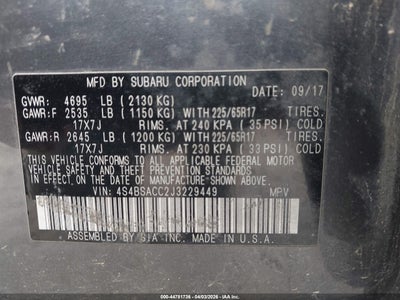 MFD BY SUBARU CORPORATION
DATE: 09/17
GVWR: 4695 LB (2130 KG)
GAWR:F 2535 LB (1150 KG) WITH 225/65R17 TIRES.
17X7J RIMS. AT 240 KPA (35 PSI) COLD
GAWR:R 2645 LB (1200 KG) WITH 225/65R17 TIRES.
17X7J RIMS. AT 230 KPA (33 PSI) COLD
THIS VEHICLE CONFORMS TO ALL APPLICABLE FEDERAL MOTOR
VEHICLE SAFETY AND THEFT PREVENTION STANDARDS IN
EFFECT ON THE DATE OF MANUFACTURE SHOWN ABOVE.
VIN: 4S4BSACC2J3229449 MPV
ASSEMBLED BY SIA INC. MADE IN U.S.A.
IAA 44781736 04/03/2026 IAA Inc.